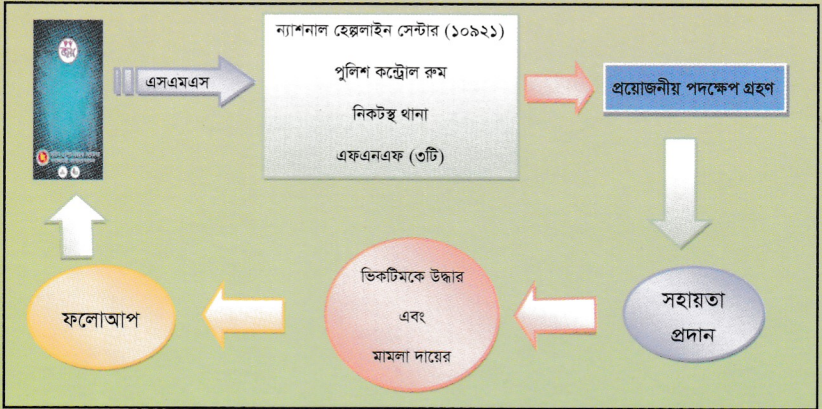 এসএমএস
ন্যাশনাল হেল্পলাইন সেন্টার (১০৯২১)
পুলিশ কন্ট্রোল রুম
নিকটস্থ থানা
এফএনএফ (৩টি)
প্রয়োজনীয় পদক্ষেপ গ্রহণ
সহায়তা
প্রদান
ভিকটিমকে উদ্ধার
এবং
মামলা দায়ের
ফলোআপ